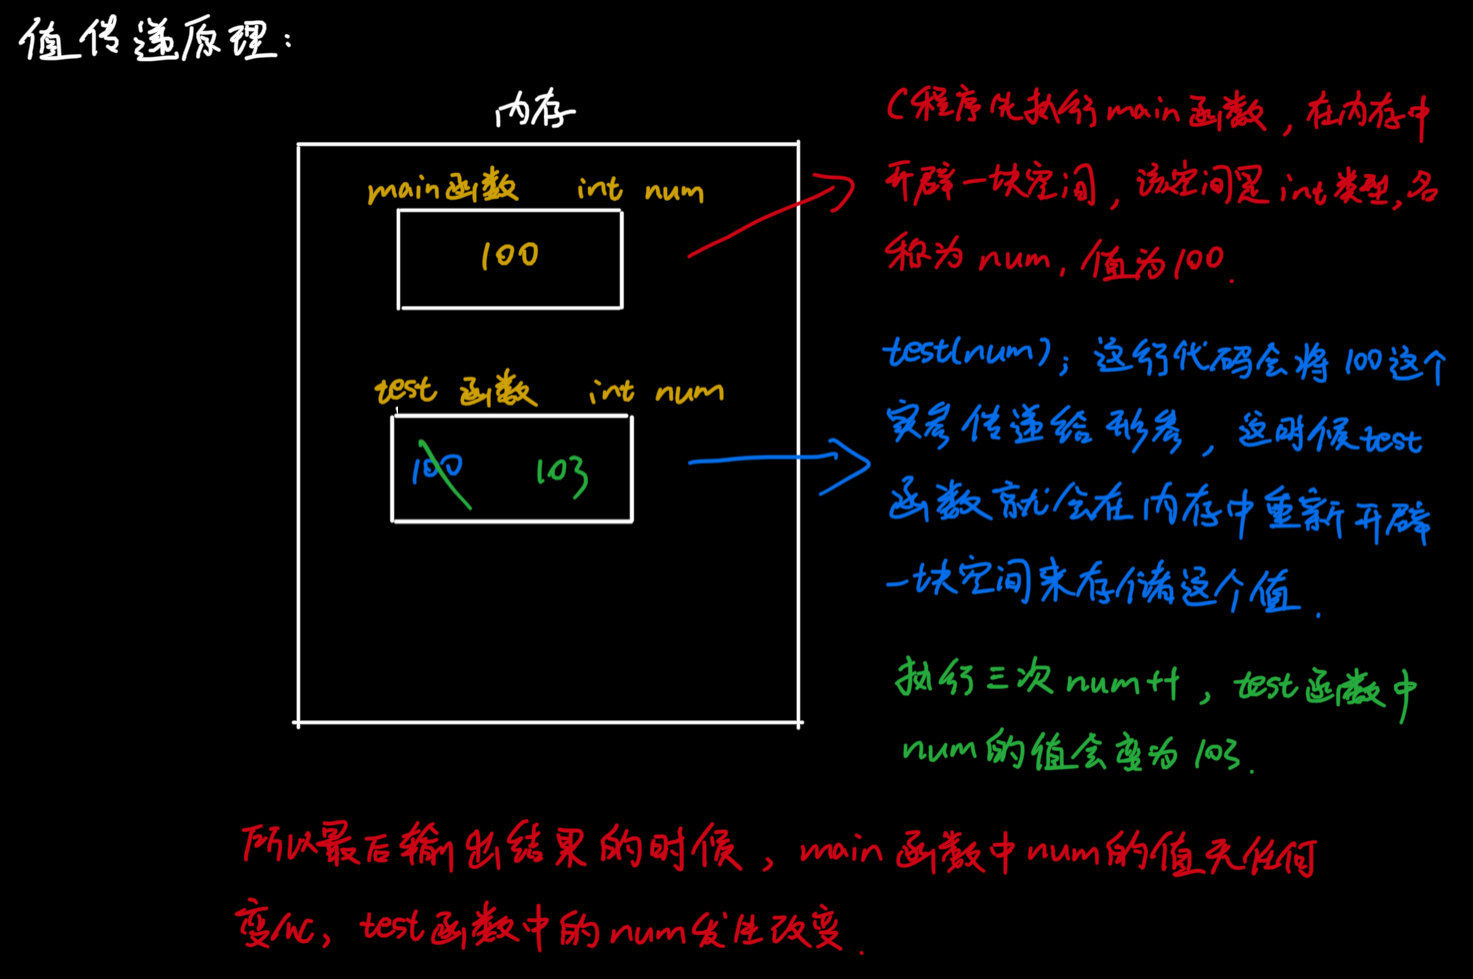 值传递原理:
内存
main函数 int num
100
test 函数 int num
100 103
C程序先执行main函数，在内存中
开辟一块空间，该空间是int类型,名
称为num，值为100.
test(num)；这行代码会将100这个
实参传递给形参，这时候test
函数就会在内存中重新开辟
一块空间来存储这个值.
执行三次num++，test函数中
num的值会变为103.
所以最后输出结果的时候，main函数中num的值无任何
变化，test函数中的num发生改变.